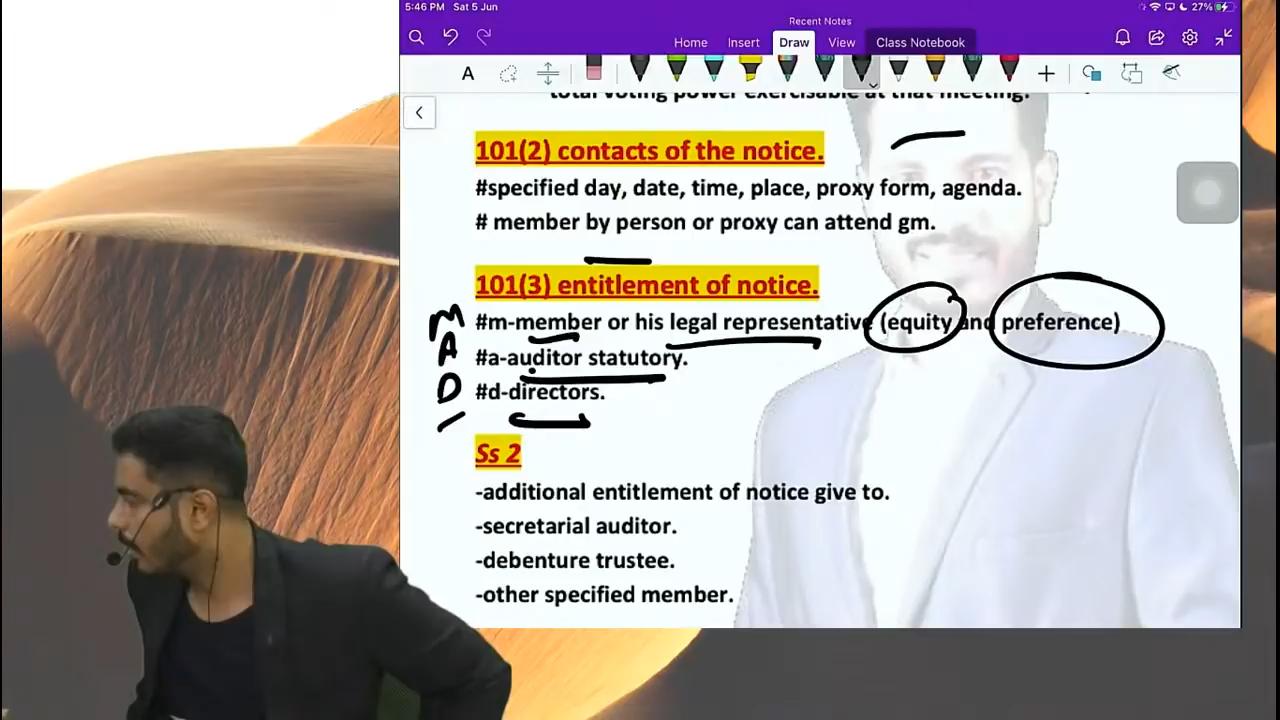 5:46 PM Sat 5 Jun
27%
Recent Notes
Home Insert Draw View Class Notebook
A
total voting power exercisable at that meeting.
101(2) contacts of the notice.
#specified day, date, time, place, proxy form, agenda.
# member by person or proxy can attend gm.
101(3) entitlement of notice.
M #m-member or his legal representative (equity and preference)
A #a-auditor statutory.
D #d-directors.
Ss 2
-additional entitlement of notice give to.
-secretarial auditor.
-debenture trustee.
-other specified member.